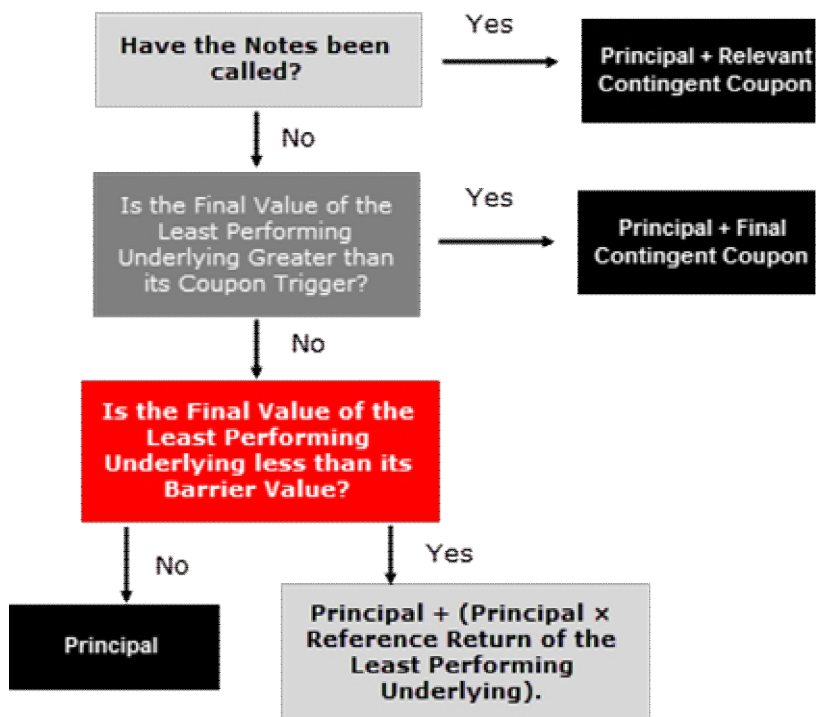 Have the Notes been
called?
Yes
Principal + Relevant
Contingent Coupon
No
Is the Final Value of the
Least Performing
Underlying Greater than
its Coupon Trigger?
Yes
Principal + Final
Contingent Coupon
No
Is the Final Value of the
Least Performing
Underlying less than its
Barrier Value?
No
Principal
Yes
Principal + (Principal ×
Reference Return of the
Least Performing
Underlying).